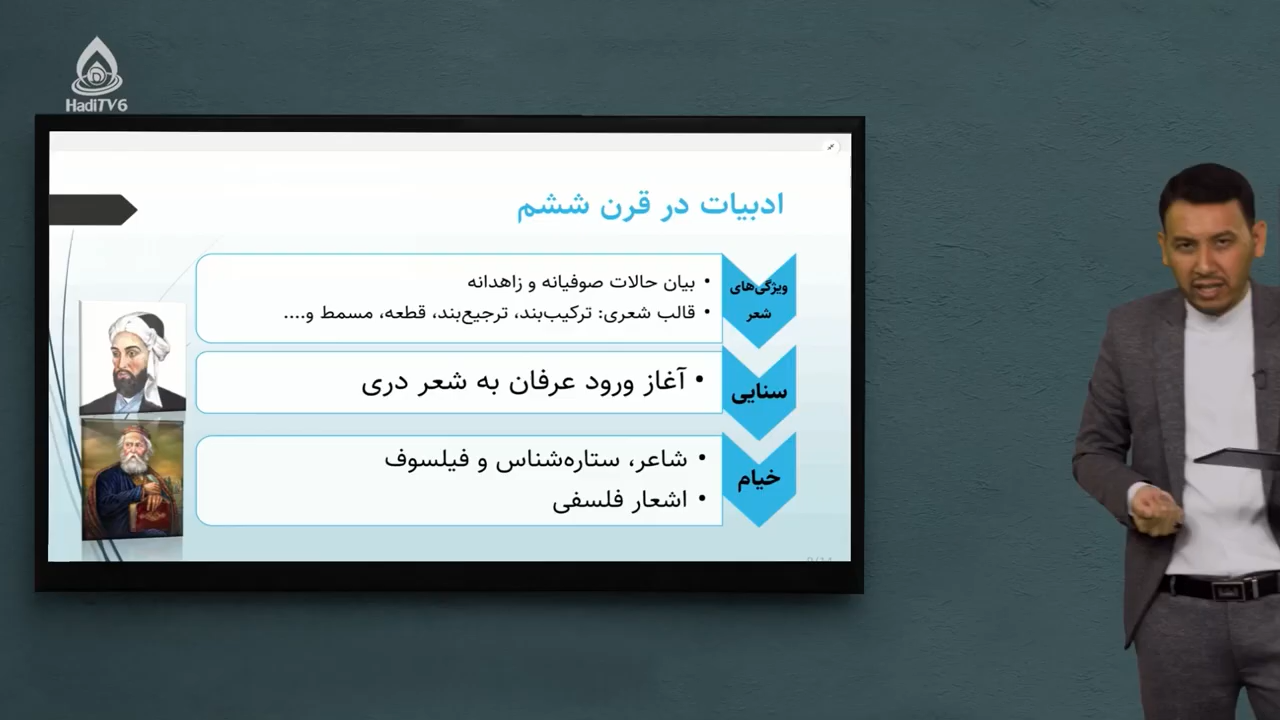 HadiTV6
ادبیات در قرن ششم
ویژگی‌های
شعر
• بیان حالات صوفیانه و زاهدانه
• قالب شعری: ترکیب‌بند، ترجیع‌بند، قطعه، مسمط و....
سنایی
• آغاز ورود عرفان به شعر دری
خیام
• شاعر، ستاره‌شناس و فیلسوف
• اشعار فلسفی